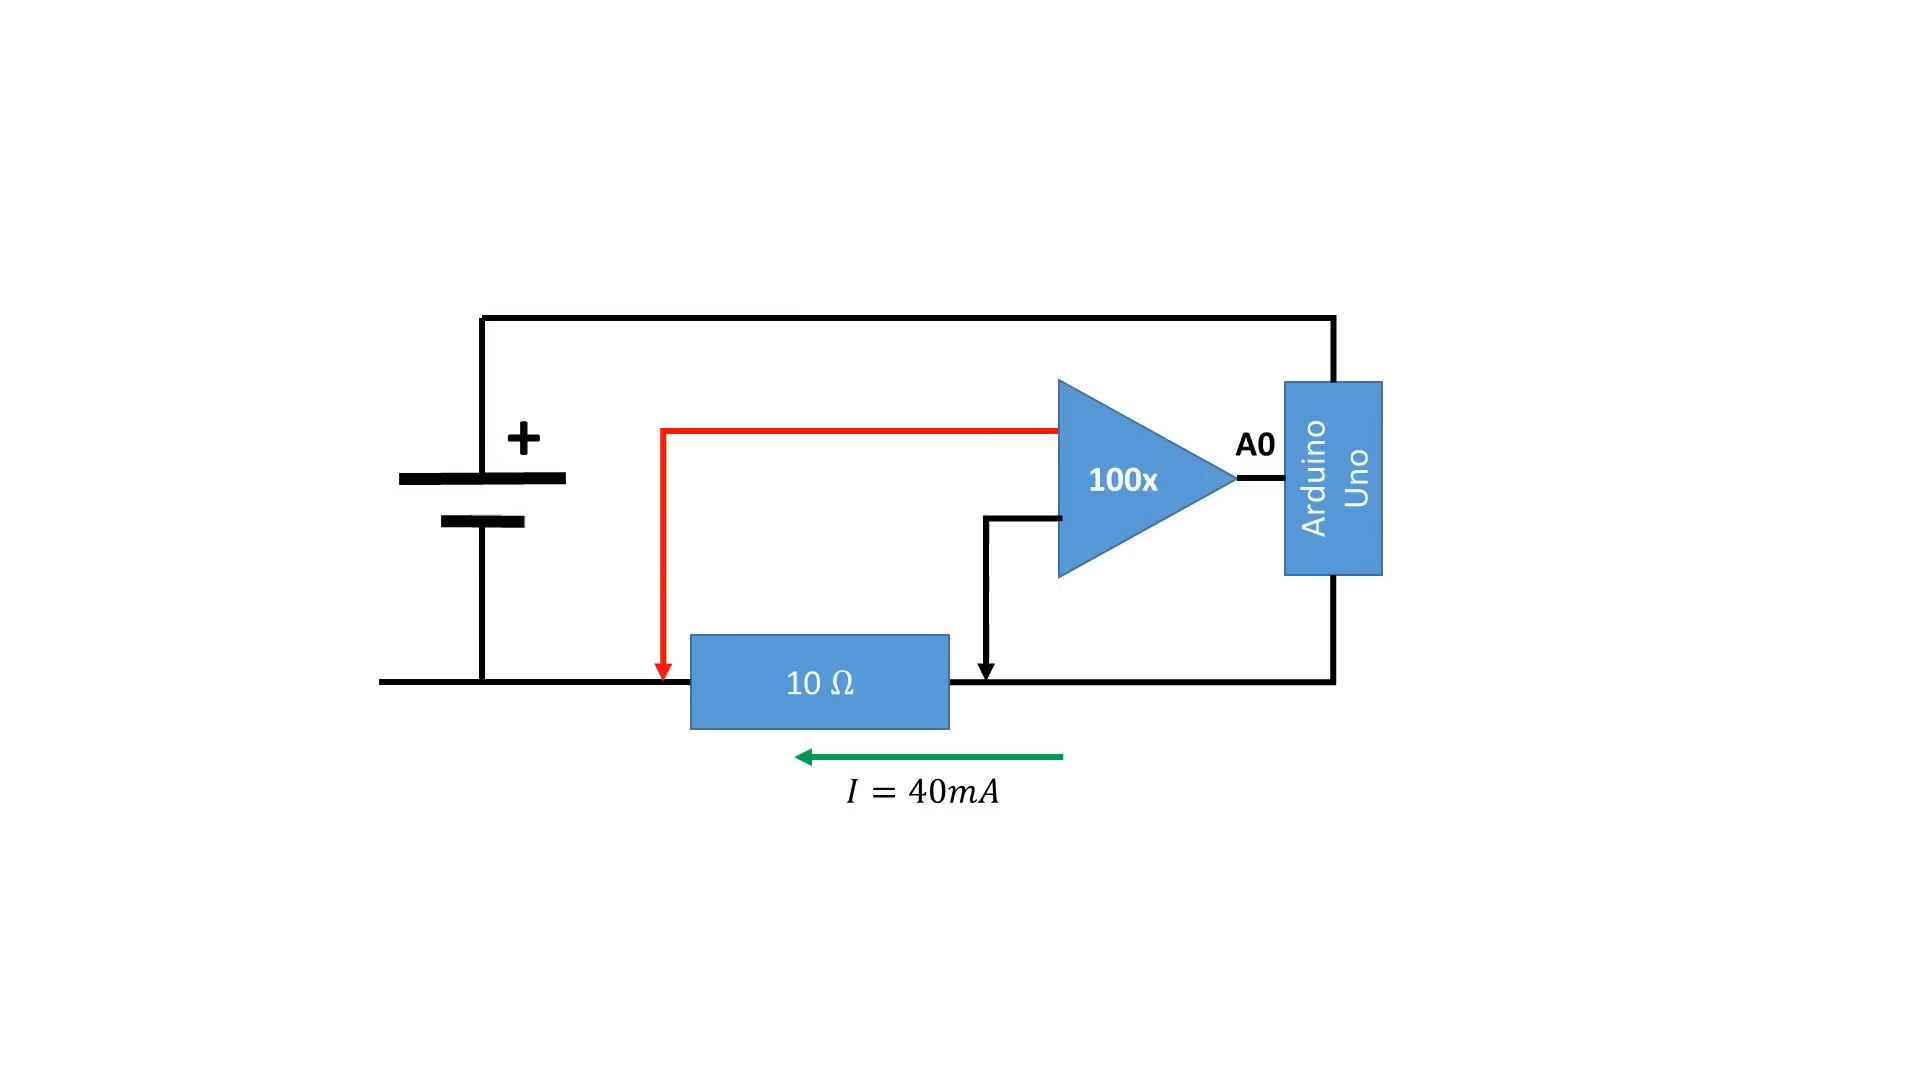 +
100x
A0
Arduino
Uno
10 Ω
I = 40mA